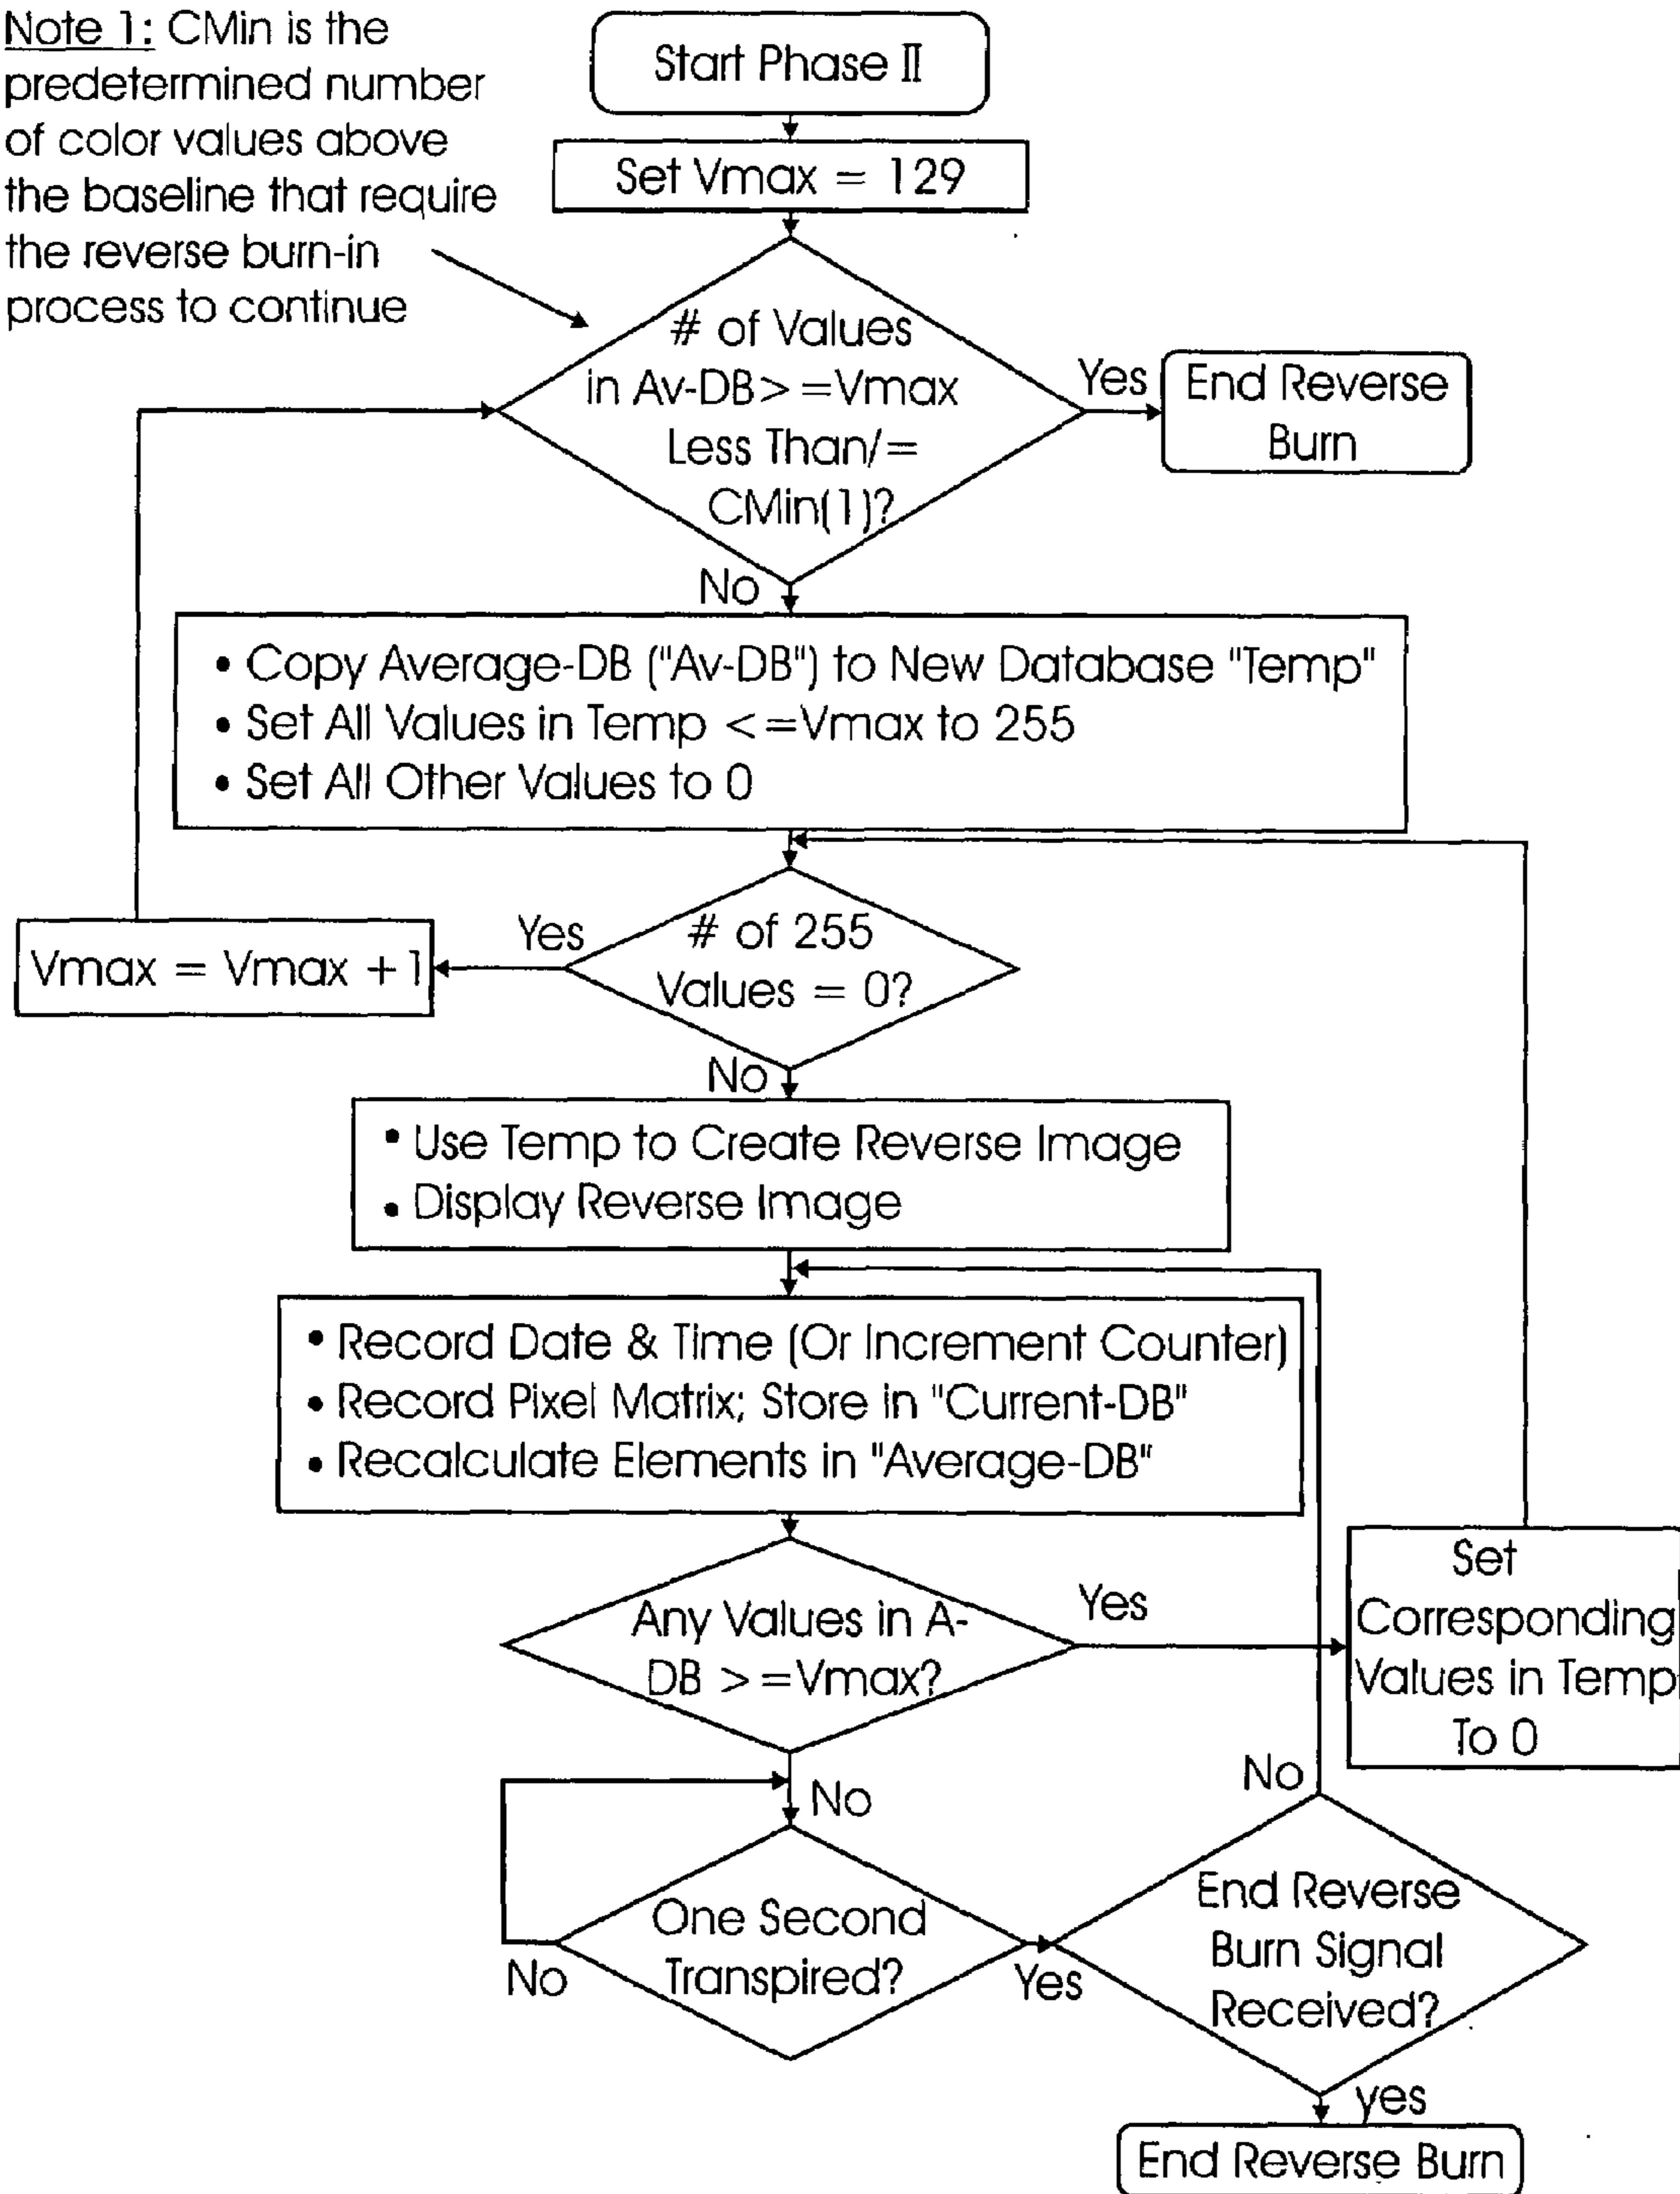 Note 1: CMin is the
predetermined number
of color values above
the baseline that require
the reverse burn-in
process to continue
Start Phase II
Set Vmax = 129
# of Values
in Av-DB> =Vmax
Less Than/=
CMin(1)?
Yes
End Reverse
Burn
No
• Copy Average-DB ("Av-DB") to New Database "Temp"
• Set All Values in Temp < =Vmax to 255
• Set All Other Values to 0
# of 255
Values = 0?
Yes
Vmax = Vmax +1
No
• Use Temp to Create Reverse Image
• Display Reverse Image
• Record Date & Time (Or Increment Counter)
• Record Pixel Matrix; Store in "Current-DB"
• Recalculate Elements in "Average-DB"
Any Values in A-
DB > =Vmax?
Yes
Set
Corresponding
Values in Temp
To 0
No
No
One Second
Transpired?
No
Yes
End Reverse
Burn Signal
Received?
yes
End Reverse Burn